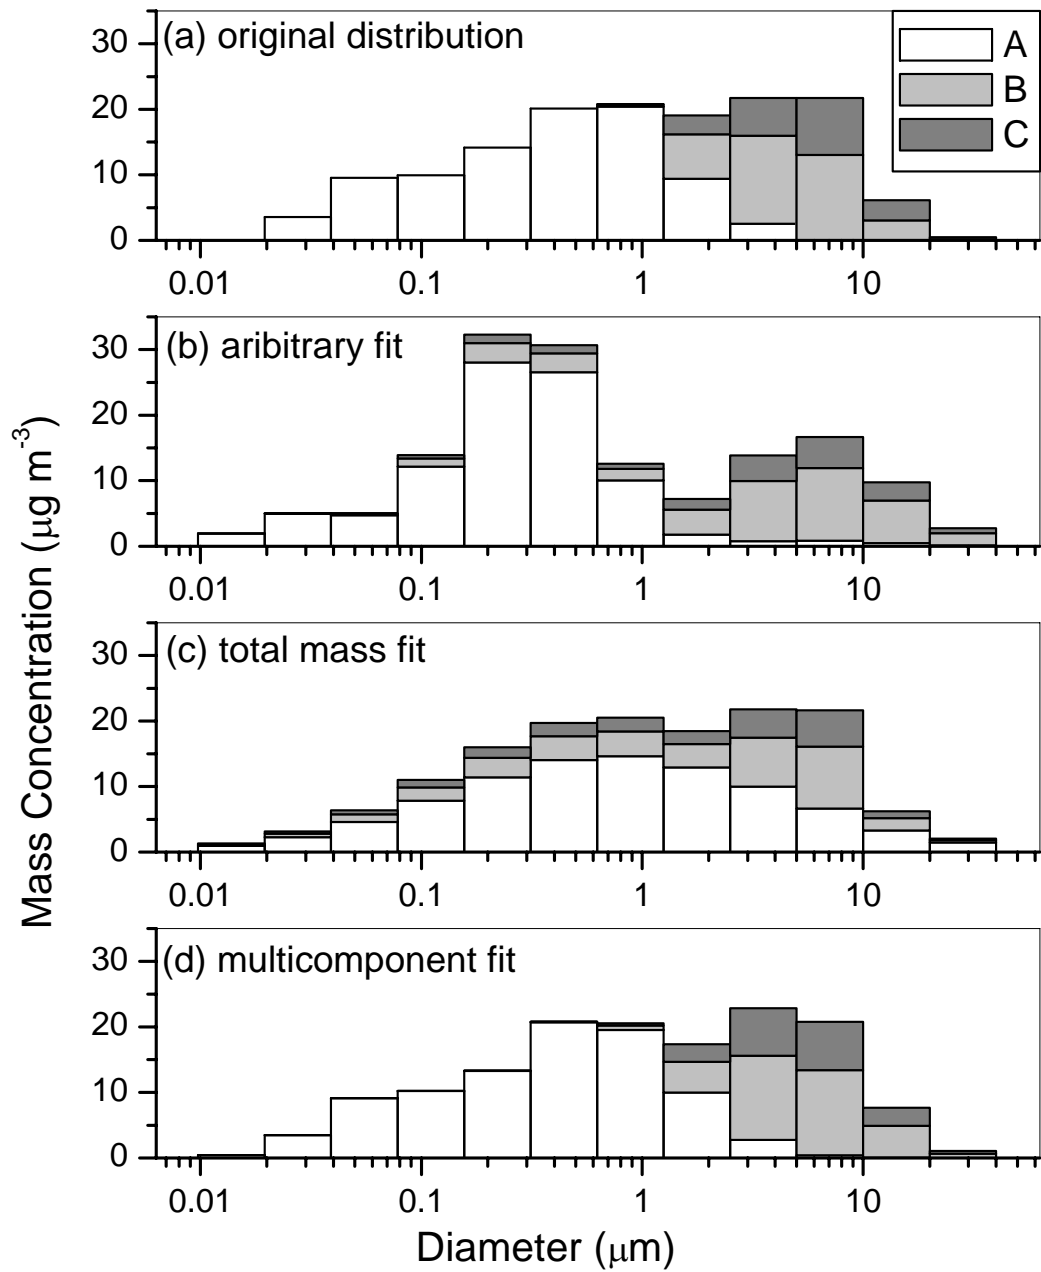 (a) original distribution
A
B
C
30
20
10
0
0.01 0.1 1 10
(b) aribitrary fit
30
20
10
0
0.01 0.1 1 10
(c) total mass fit
30
20
10
0
0.01 0.1 1 10
(d) multicomponent fit
30
20
10
0
0.01 0.1 1 10
Mass Concentration (μg m⁻³)
Diameter (μm)